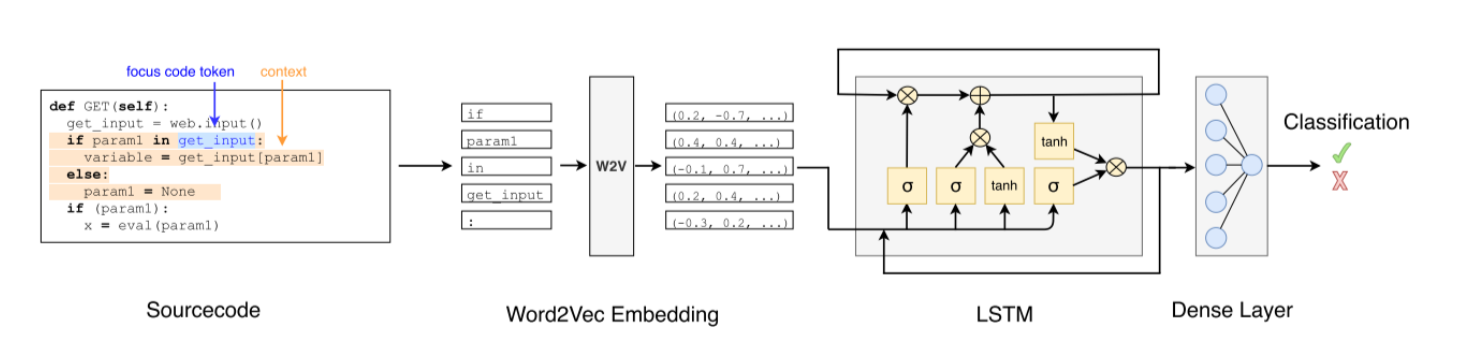 focus code token
context
def GET(self):
get_input = web.input()
if param1 in get_input:
variable = get_input[param1]
else:
param1 = None
if (param1):
x = eval(param1)
Sourcecode
if
param1
in
get_input
:
W2V
(0.2, -0.7, ...)
(0.4, 0.4, ...)
(-0.1, 0.7, ...)
(0.2, 0.4, ...)
(-0.3, 0.2, ...)
Word2Vec Embedding
tanh
σ
σ
tanh
σ
LSTM
Dense Layer
Classification